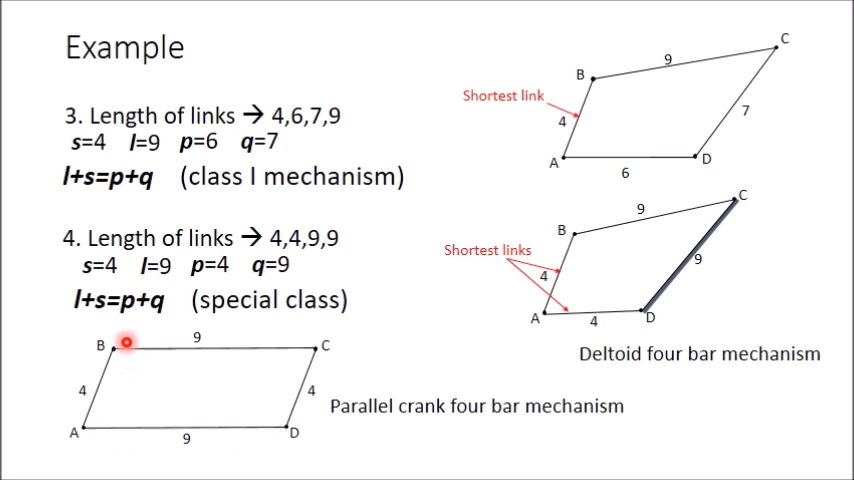 Example
3. Length of links → 4,6,7,9
s=4 l=9 p=6 q=7
l+s=p+q (class I mechanism)
4. Length of links → 4,4,9,9
s=4 l=9 p=4 q=9
l+s=p+q (special class)
B
9
C
4
4
A
9
D
Parallel crank four bar mechanism
C
9
B
Shortest link
4
7
A
D
6
C
9
B
Shortest links
4
9
A
4
D
Deltoid four bar mechanism